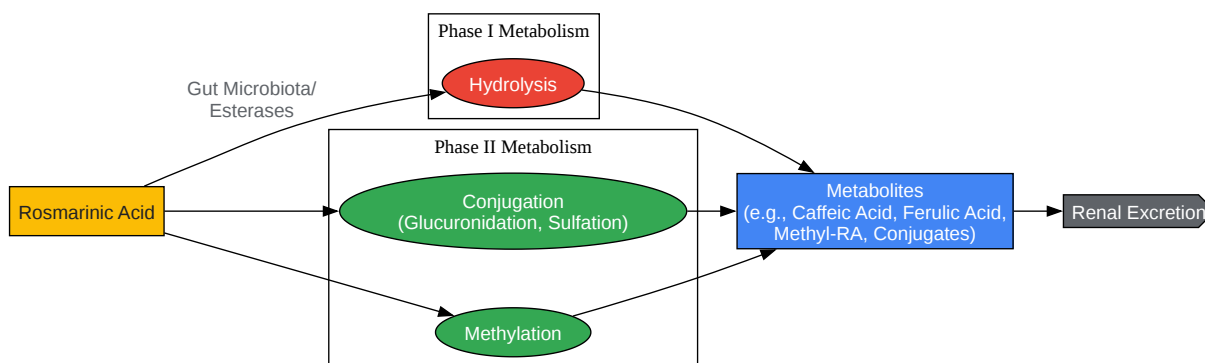 Phase I Metabolism
Hydrolysis
Gut Microbiota/
Esterases
Phase II Metabolism
Rosmarinic Acid
Conjugation
(Glucuronidation, Sulfation)
Methylation
Metabolites
(e.g., Caffeic Acid, Ferulic Acid,
Methyl-RA, Conjugates)
Renal Excretion